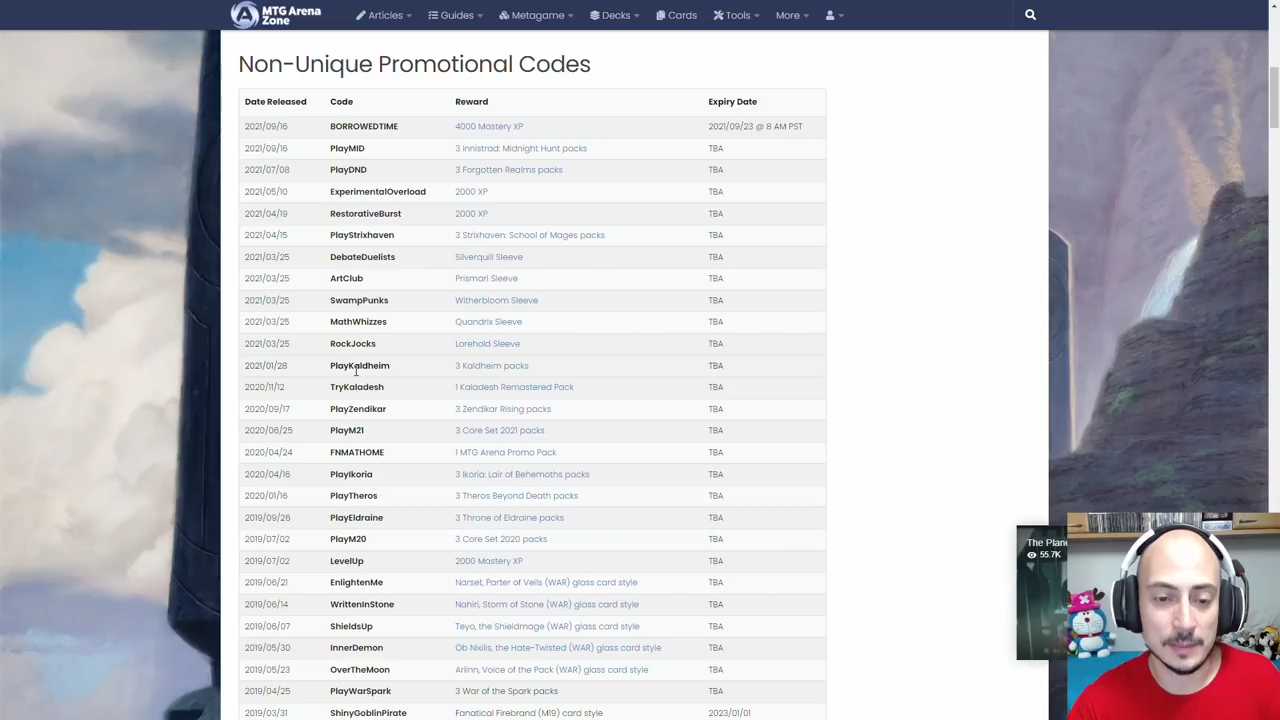 MTG Arena Zone
Articles Guides Metagame Decks Cards Tools More
Non-Unique Promotional Codes
Date Released Code Reward Expiry Date
2021/09/16 BORROWEDTIME 4000 Mastery XP 2021/09/23 @ 8 AM PST
2021/09/16 PlayMID 3 Innistrad: Midnight Hunt packs TBA
2021/07/08 PlayDND 3 Forgotten Realms packs TBA
2021/05/10 ExperimentalOverload 2000 XP TBA
2021/04/19 RestorativeBurst 2000 XP TBA
2021/04/15 PlayStrixhaven 3 Strixhaven: School of Mages packs TBA
2021/03/25 DebateDuelists Silverquill Sleeve TBA
2021/03/25 ArtClub Prismari Sleeve TBA
2021/03/25 SwampPunks Witherbloom Sleeve TBA
2021/03/25 MathWhizzes Quandrix Sleeve TBA
2021/03/25 RockJocks Lorehold Sleeve TBA
2021/01/28 PlayKaldheim 3 Kaldheim packs TBA
2020/11/12 TryKaladesh 1 Kaladesh Remastered Pack TBA
2020/09/17 PlayZendikar 3 Zendikar Rising packs TBA
2020/06/25 PlayM21 3 Core Set 2021 packs TBA
2020/04/24 FNMATHOME 1 MTG Arena Promo Pack TBA
2020/04/16 PlayIkoria 3 Ikoria: Lair of Behemoths packs TBA
2020/01/16 PlayTheros 3 Theros Beyond Death packs TBA
2019/09/26 PlayEldraine 3 Throne of Eldraine packs TBA
2019/07/02 PlayM20 3 Core Set 2020 packs TBA
2019/07/02 LevelUp 2000 Mastery XP TBA
2019/06/21 EnlightenMe Narset, Parter of Veils (WAR) glass card style TBA
2019/06/14 WrittenInStone Nahiri, Storm of Stone (WAR) glass card style TBA
2019/06/07 ShieldsUp Teyo, the Shieldmage (WAR) glass card style TBA
2019/05/30 InnerDemon Ob Nixilis, the Hate-Twisted (WAR) glass card style TBA
2019/05/23 OverTheMoon Arlinn, Voice of the Pack (WAR) glass card style TBA
2019/04/25 PlayWarSpark 3 War of the Spark packs TBA
2019/03/31 ShinyGoblinPirate Fanatical Firebrand (M19) card style 2023/01/01
The Plane
55.7K